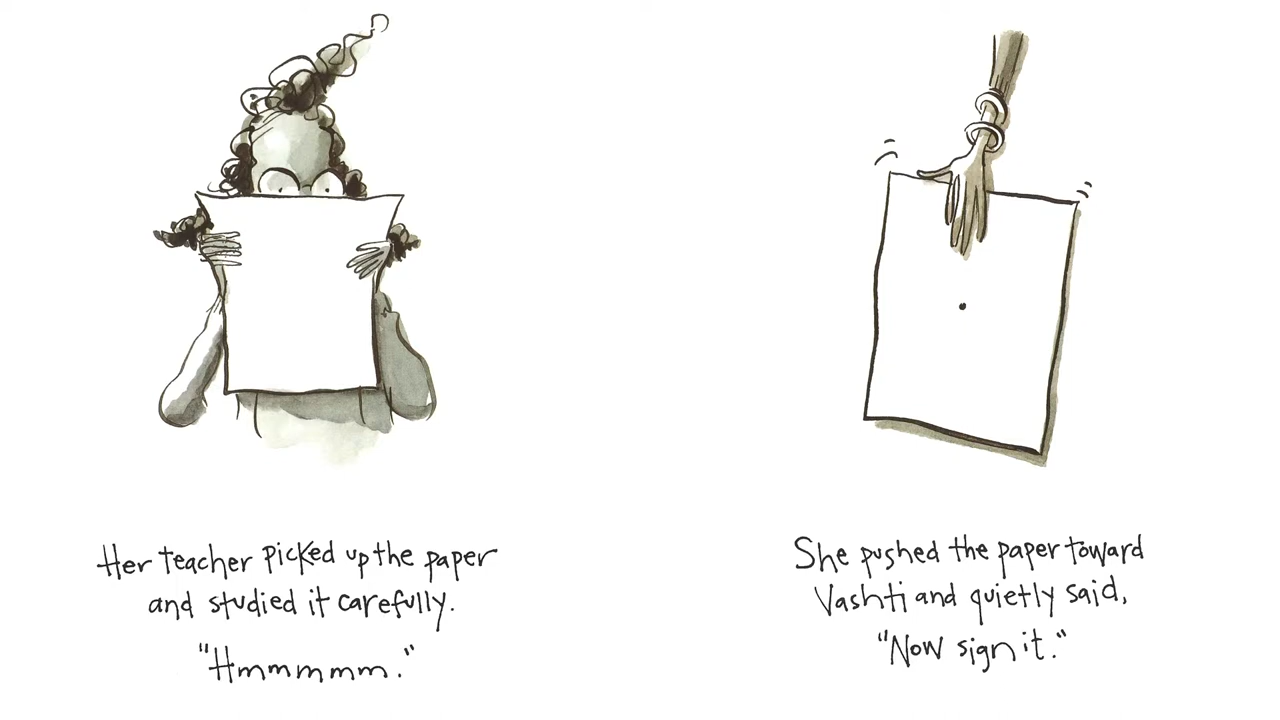 Her teacher picked up the paper
and studied it carefully.
"Hmmmmmm."
She pushed the paper toward
Vashti and quietly said,
"Now sign it."